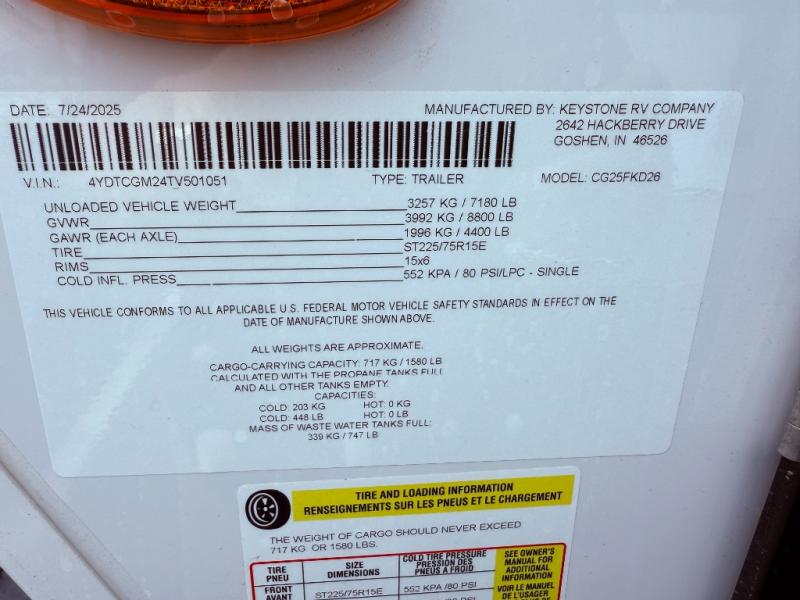 DATE: 7/24/2025 MANUFACTURED BY: KEYSTONE RV COMPANY
2642 HACKBERRY DRIVE
GOSHEN, IN 46526
V.I.N.: 4YDTCGM24TV501051 TYPE: TRAILER MODEL: CG25FKD26
UNLOADED VEHICLE WEIGHT 3257 KG / 7180 LB
GVWR 3992 KG / 8800 LB
GAWR (EACH AXLE) 1996 KG / 4400 LB
TIRE ST225/75R15E
RIMS 15x6
COLD INFL. PRESS 552 KPA / 80 PSI/LPC - SINGLE
THIS VEHICLE CONFORMS TO ALL APPLICABLE U.S. FEDERAL MOTOR VEHICLE SAFETY STANDARDS IN EFFECT ON THE
DATE OF MANUFACTURE SHOWN ABOVE.
ALL WEIGHTS ARE APPROXIMATE.
CARGO-CARRYING CAPACITY: 717 KG / 1580 LB
CALCULATED WITH THE PROPANE TANKS FULL
AND ALL OTHER TANKS EMPTY.
CAPACITIES:
COLD: 203 KG HOT: 0 KG
COLD: 448 LB HOT: 0 LB
MASS OF WASTE WATER TANKS FULL:
339 KG / 747 LB
TIRE AND LOADING INFORMATION
RENSEIGNEMENTS SUR LES PNEUS ET LE CHARGEMENT
THE WEIGHT OF CARGO SHOULD NEVER EXCEED
717 KG OR 1580 LBS.
TIRE
PNEU
SIZE
DIMENSIONS
COLD TIRE PRESSURE
PRESSION DES
PNEUS A FROID
SEE OWNER'S
MANUAL FOR
ADDITIONAL
INFORMATION
VOIR LE MANUEL
DE L'USAGER
FRONT
AVANT
ST225/75R15E
552 KPA /80 PSI